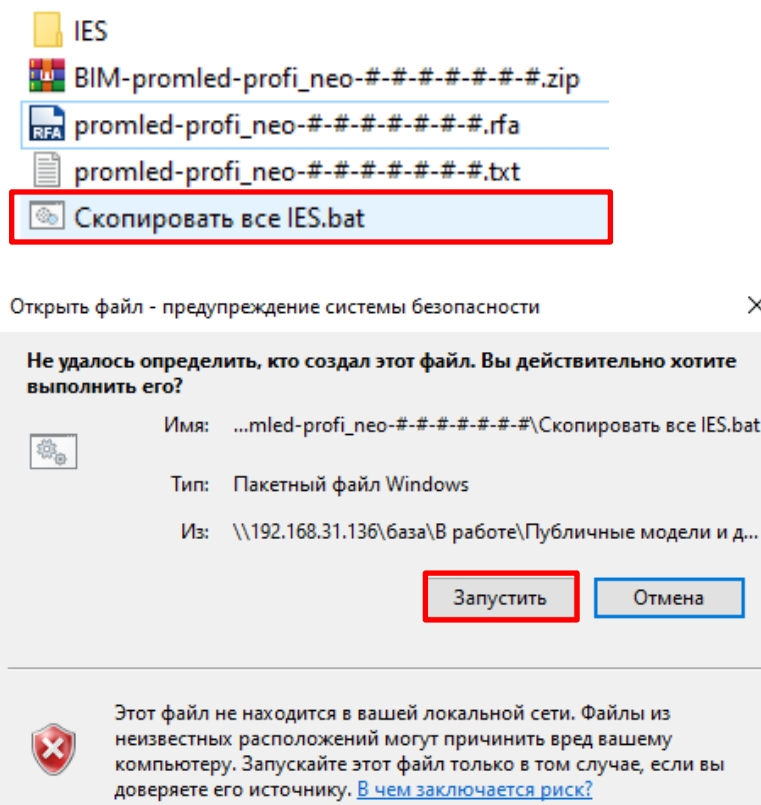 IES
BIM-promled-profi_neo-#-#-#-#-#-#-#.zip
RFA promled-profi_neo-#-#-#-#-#-#-#.rfa
promled-profi_neo-#-#-#-#-#-#-#.txt
Скопировать все IES.bat
Открыть файл - предупреждение системы безопасности
Не удалось определить, кто создал этот файл. Вы действительно хотите
выполнить его?
Имя: ...mled-profi_neo-#-#-#-#-#-#-#\Скопировать все IES.bat
Тип: Пакетный файл Windows
Из: \\192.168.31.136\база\В работе\Публичные модели и д...
Запустить Отмена
Этот файл не находится в вашей локальной сети. Файлы из
неизвестных расположений могут причинить вред вашему
компьютеру. Запускайте этот файл только в том случае, если вы
доверяете его источнику. В чем заключается риск?